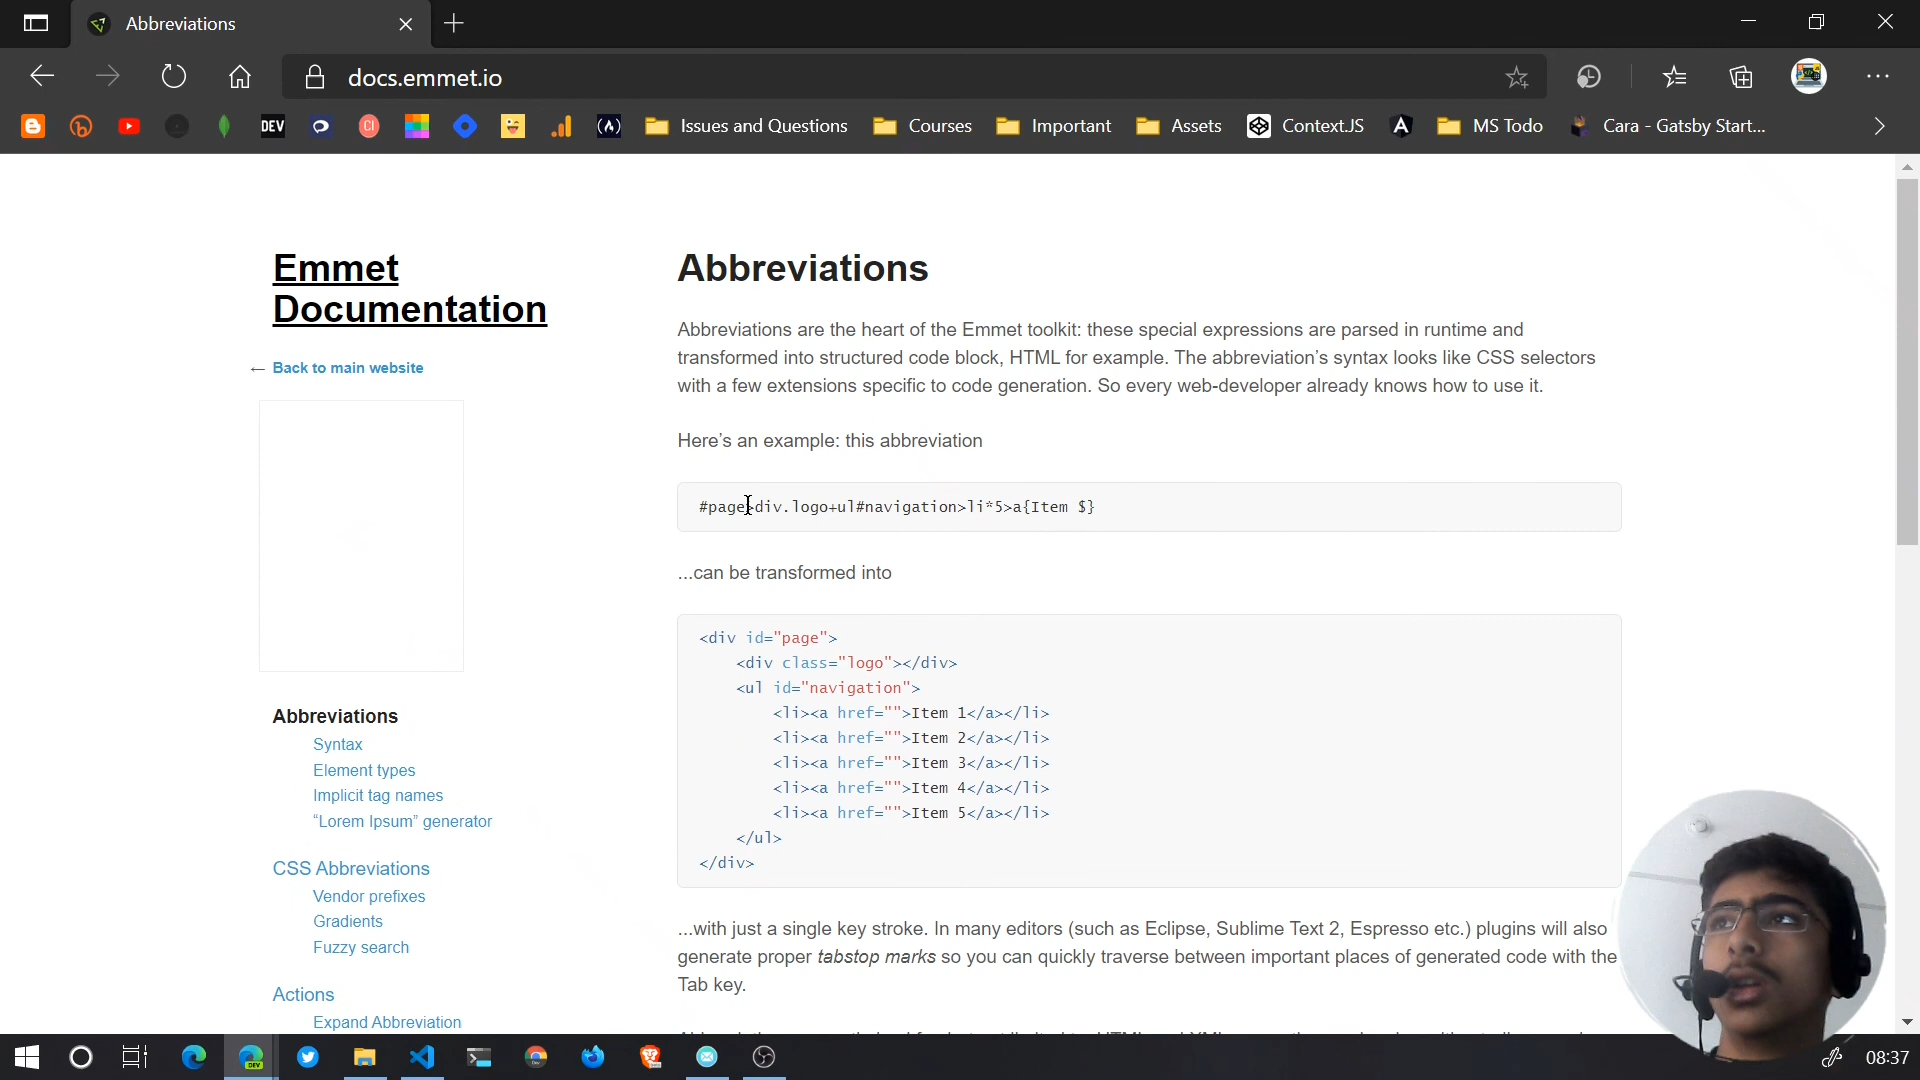 Abbreviations
docs.emmet.io
DEV
CI
Issues and Questions
Courses
Important
Assets
ContextJS
MS Todo
Cara - Gatsby Start...
Emmet
Documentation
← Back to main website
Abbreviations
Syntax
Element types
Implicit tag names
“Lorem Ipsum” generator
CSS Abbreviations
Vendor prefixes
Gradients
Fuzzy search
Actions
Expand Abbreviation
Abbreviations
Abbreviations are the heart of the Emmet toolkit: these special expressions are parsed in runtime and
transformed into structured code block, HTML for example. The abbreviation’s syntax looks like CSS selectors
with a few extensions specific to code generation. So every web-developer already knows how to use it.
Here’s an example: this abbreviation
#page>div.logo+ul#navigation>li*5>a{Item $}
...can be transformed into
<div id="page">
<div class="logo"></div>
<ul id="navigation">
<li><a href="">Item 1</a></li>
<li><a href="">Item 2</a></li>
<li><a href="">Item 3</a></li>
<li><a href="">Item 4</a></li>
<li><a href="">Item 5</a></li>
</ul>
</div>
...with just a single key stroke. In many editors (such as Eclipse, Sublime Text 2, Espresso etc.) plugins will also
generate proper tabstop marks so you can quickly traverse between important places of generated code with the
Tab key.
DEV
08:37